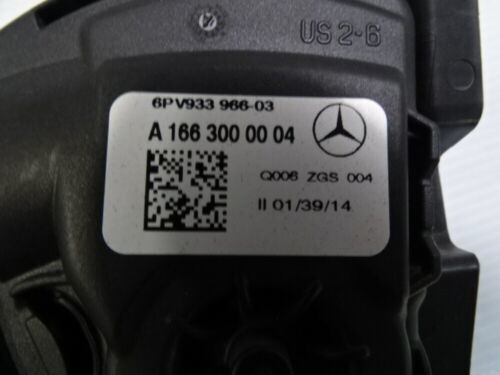 US 2-6
6PV933 966-03
A 166 300 00 04
Q006 ZGS 004
II 01/39/14